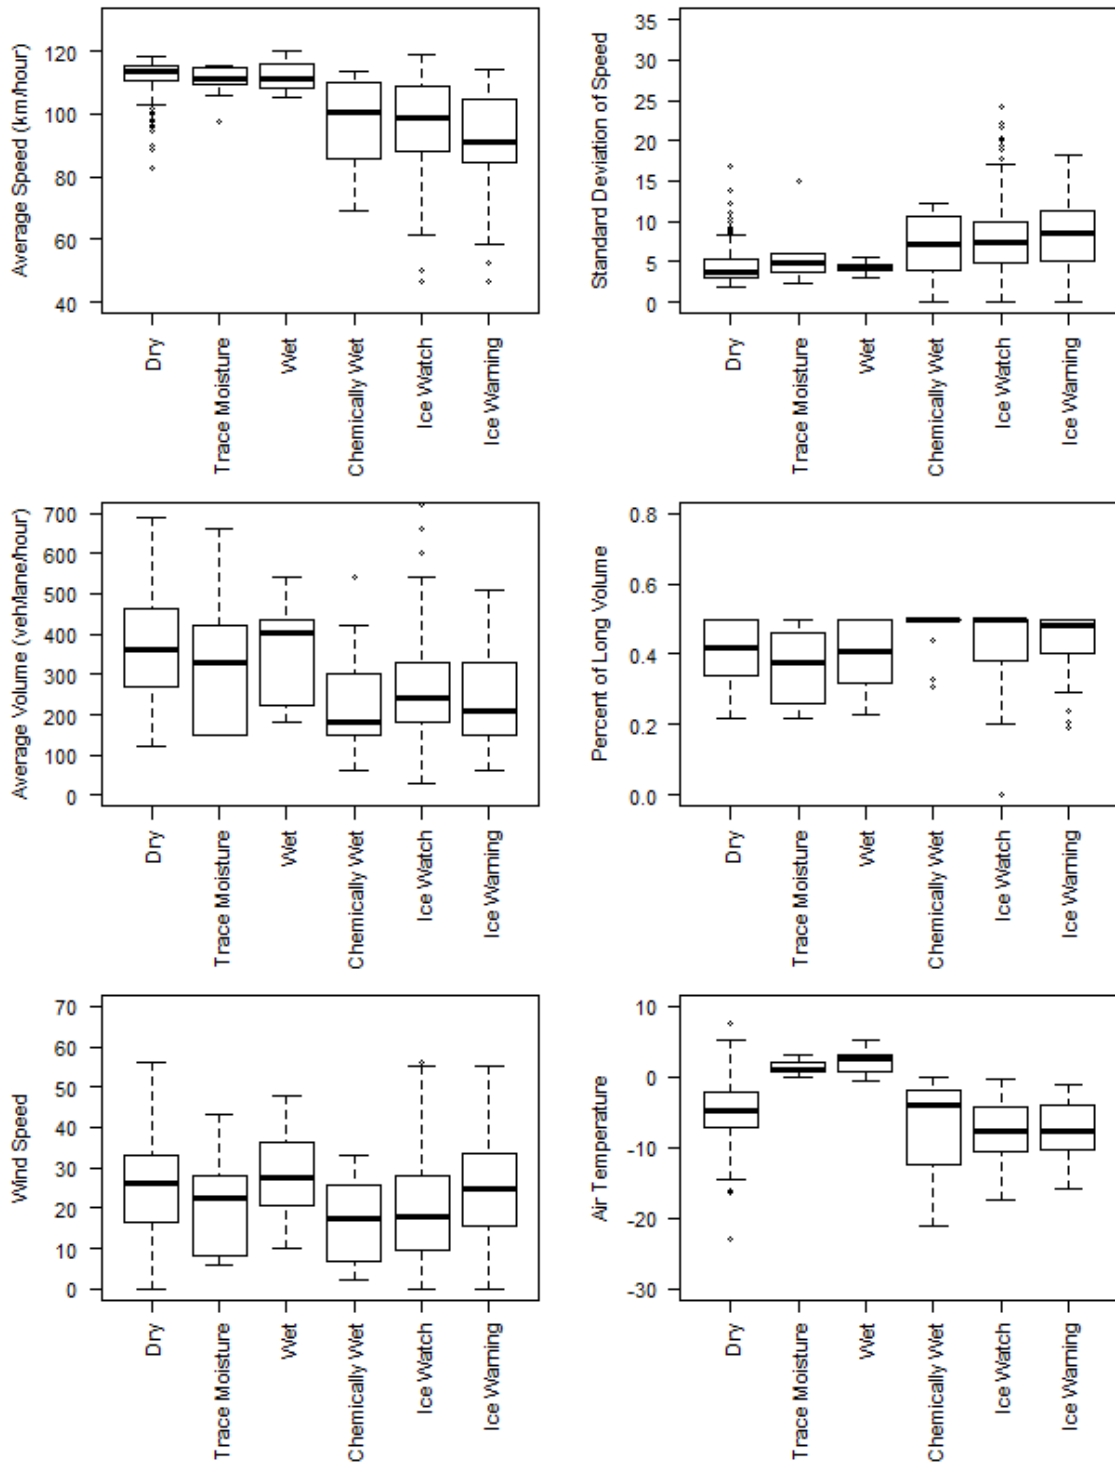 Average Speed (km/hour)
120
100
80
60
40
Dry
Trace Moisture
Wet
Chemically Wet
Ice Watch
Ice Warning
Standard Deviation of Speed
35
30
25
20
15
10
5
0
Dry
Trace Moisture
Wet
Chemically Wet
Ice Watch
Ice Warning
Average Volume (veh/lane/hour)
700
600
500
400
300
200
100
0
Dry
Trace Moisture
Wet
Chemically Wet
Ice Watch
Ice Warning
Percent of Long Volume
0.8
0.6
0.4
0.2
0.0
Dry
Trace Moisture
Wet
Chemically Wet
Ice Watch
Ice Warning
Wind Speed
70
60
50
40
30
20
10
0
Dry
Trace Moisture
Wet
Chemically Wet
Ice Watch
Ice Warning
Air Temperature
10
0
-10
-20
-30
Dry
Trace Moisture
Wet
Chemically Wet
Ice Watch
Ice Warning